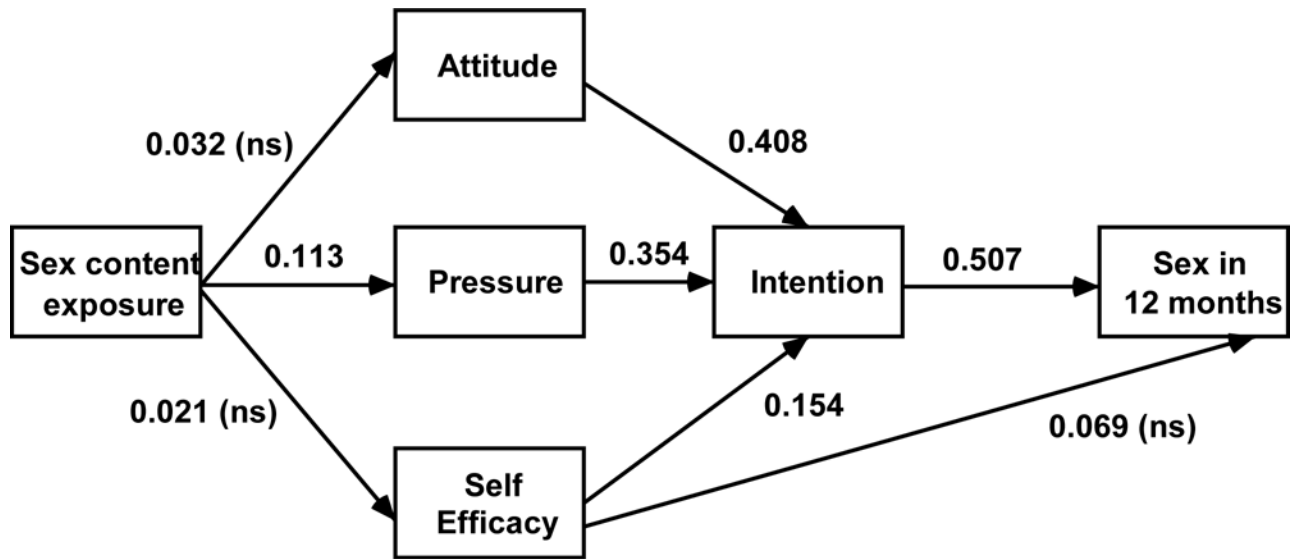 Attitude
0.032 (ns)
0.408
Sex content
exposure
0.113
Pressure
0.354
Intention
0.507
Sex in
12 months
0.021 (ns)
0.154
0.069 (ns)
Self
Efficacy